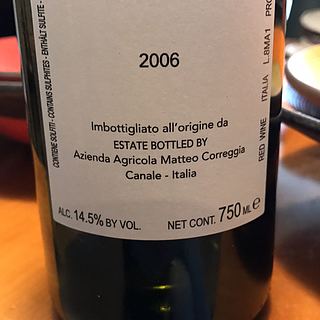 2006
Imbottigliato all'origine da
ESTATE BOTTLED BY
Azienda Agricola Matteo Correggia
Canale - Italia
ALC. 14.5% BY VOL. NET CONT. 750 ML e
CONTIENE SOLFITI - CONTAINS SULPHITES - ENTHÄLT SULFITE -
RED WINE ITALIA L.8MA1